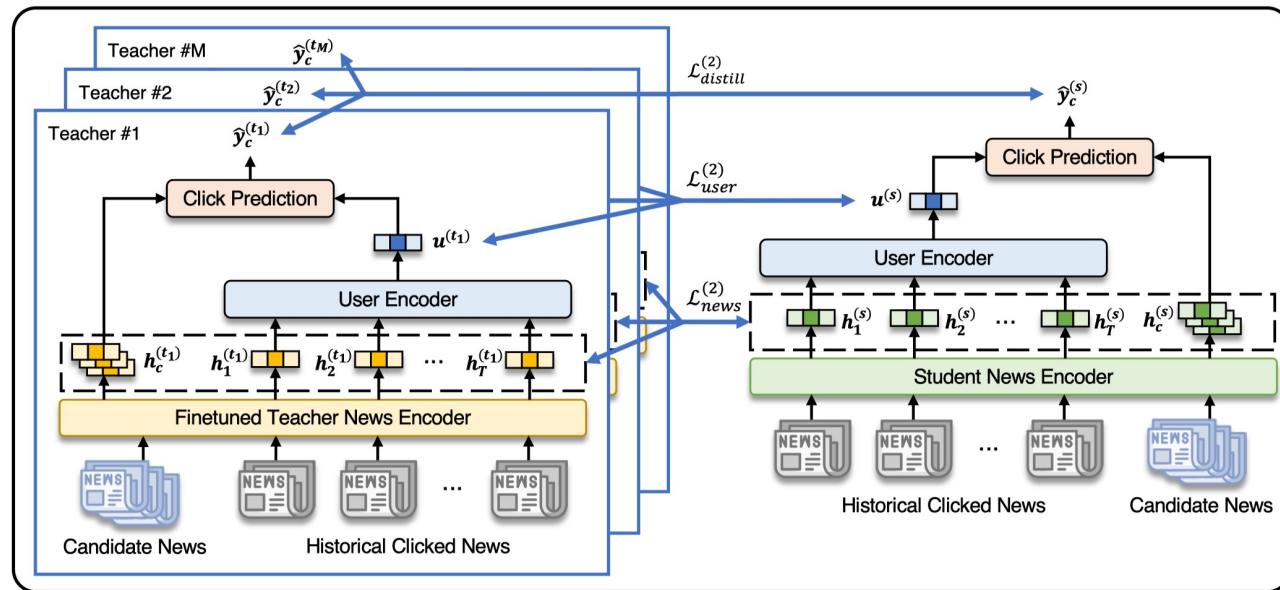 Teacher #M
ŷ_c^(t_M)
Teacher #2
ŷ_c^(t_2)
Teacher #1
ŷ_c^(t_1)
Click Prediction
u^(t_1)
User Encoder
h_c^(t_1) h_1^(t_1) h_2^(t_1) ... h_T^(t_1)
Finetuned Teacher News Encoder
NEWS NEWS NEWS ... NEWS
Candidate News Historical Clicked News
ℒ_distill^(2)
ℒ_user^(2)
ℒ_news^(2)
ŷ_c^(s)
Click Prediction
u^(s)
User Encoder
h_1^(s) h_2^(s) ... h_T^(s) h_c^(s)
Student News Encoder
NEWS NEWS ... NEWS NEWS
Historical Clicked News Candidate News